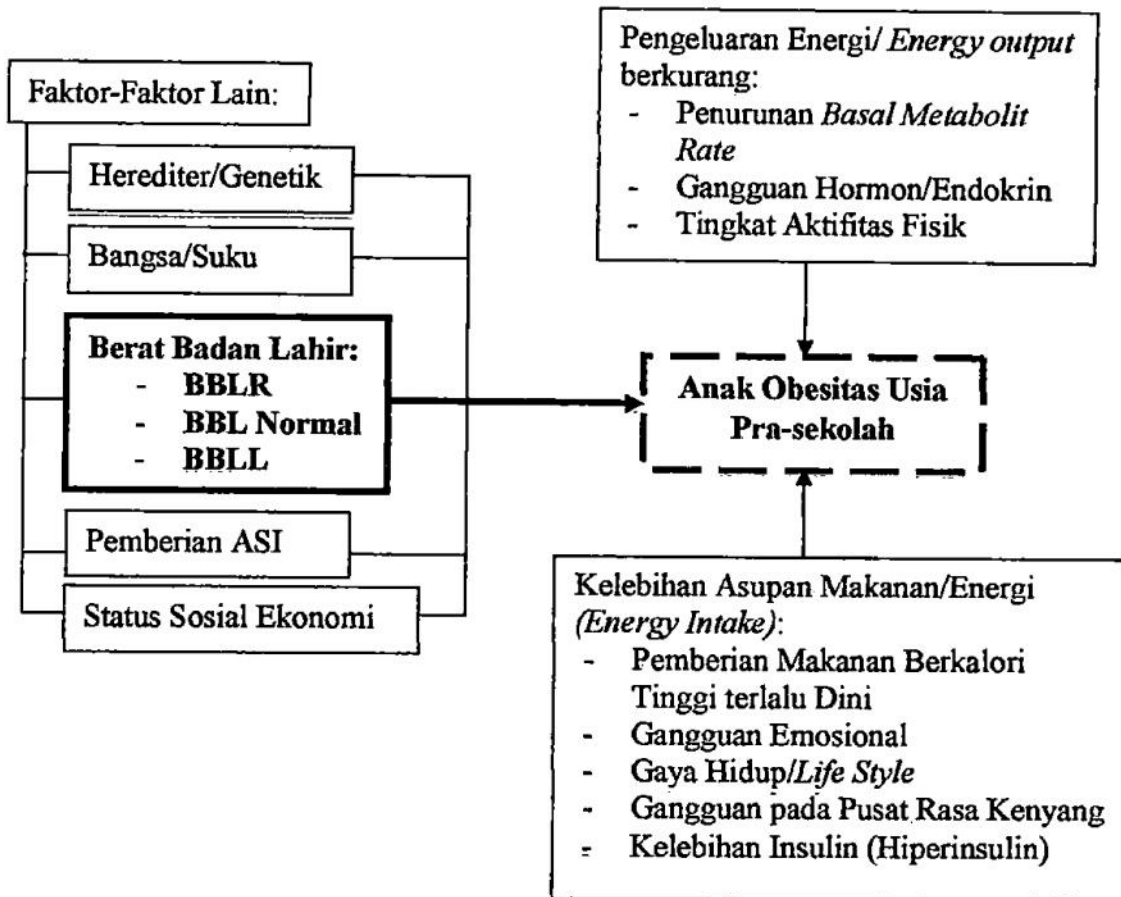 Faktor-Faktor Lain:
Herediter/Genetik
Bangsa/Suku
Berat Badan Lahir:
- BBLR
- BBL Normal
- BBLL
Pemberian ASI
Status Sosial Ekonomi
Pengeluaran Energi/ Energy output
berkurang:
- Penurunan Basal Metabolit
Rate
- Gangguan Hormon/Endokrin
- Tingkat Aktifitas Fisik
Anak Obesitas Usia
Pra-sekolah
Kelebihan Asupan Makanan/Energi
(Energy Intake):
- Pemberian Makanan Berkalori
Tinggi terlalu Dini
- Gangguan Emosional
- Gaya Hidup/Life Style
- Gangguan pada Pusat Rasa Kenyang
- Kelebihan Insulin (Hiperinsulin)